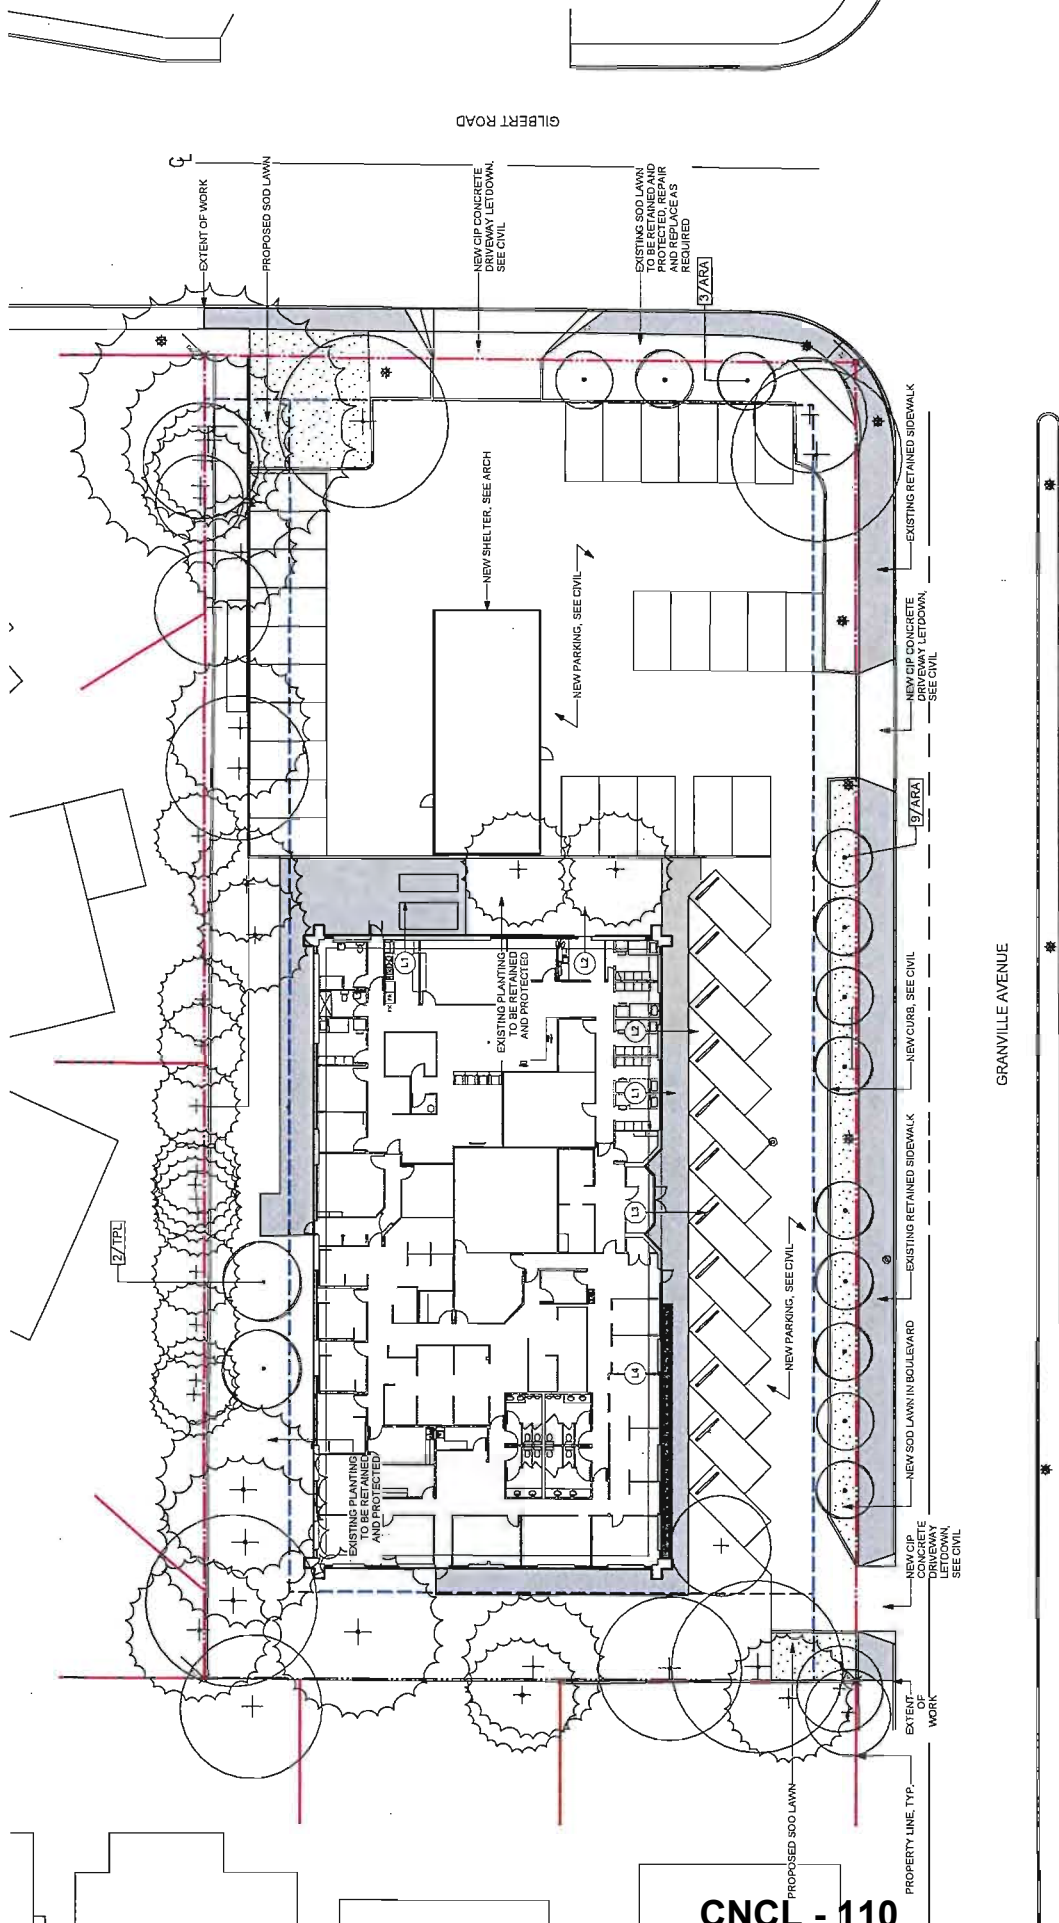 GILBERT ROAD
EXTENT OF WORK
PROPOSED SOD LAWN
NEW CIP CONCRETE
DRIVEWAY LETDOWN.
SEE CIVIL
EXISTING SOD LAWN
TO BE RETAINED AND
PROTECTED, REPAIR
AND REPLACE AS
REQUIRED
3/ARA
NEW SHELTER, SEE ARCH
NEW PARKING, SEE CIVIL
EXISTING RETAINED SIDEWALK
NEW CIP CONCRETE
DRIVEWAY LETDOWN,
SEE CIVIL
9/ARA
L1
EXISTING PLANTING
TO BE RETAINED
AND PROTECTED
L2
L2
L1
L3
L4
NEW CURB, SEE CIVIL
GRANVILLE AVENUE
EXISTING RETAINED SIDEWALK
2/TPL
NEW PARKING, SEE CIVIL
NEW SOD LAWN IN BOULEVARD
EXISTING PLANTING
TO BE RETAINED
AND PROTECTED
NEW CIP
CONCRETE
DRIVEWAY
LETDOWN,
SEE CIVIL
EXTENT
OF
WORK
PROPOSED SOD LAWN
PROPERTY LINE, TYP.
CNCL - 110